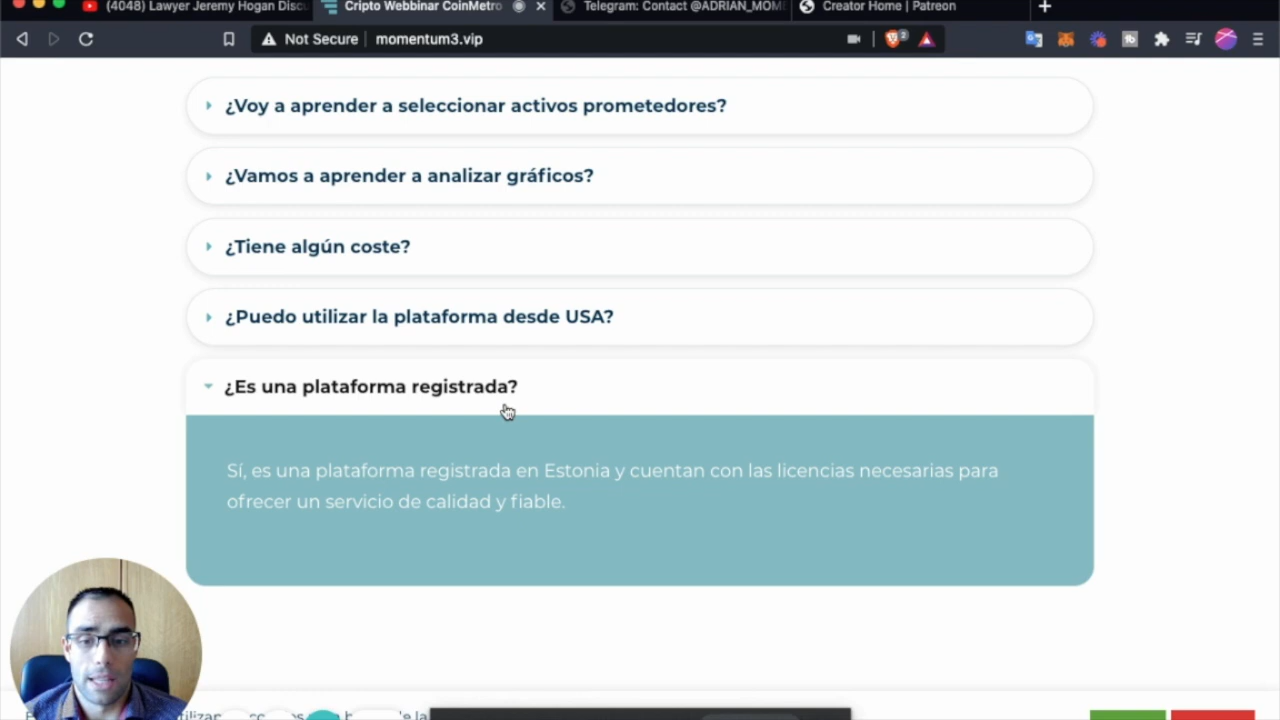 (4048) Lawyer Jeremy Hogan Disc
Cripto Webbinar CoinMetro
Telegram: Contact @ADRIAN_MOM
Creator Home | Patreon
Not Secure
momentum3.vip
2
¿Voy a aprender a seleccionar activos prometedores?
¿Vamos a aprender a analizar gráficos?
¿Tiene algún coste?
¿Puedo utilizar la plataforma desde USA?
¿Es una plataforma registrada?
Sí, es una plataforma registrada en Estonia y cuentan con las licencias necesarias para
ofrecer un servicio de calidad y fiable.